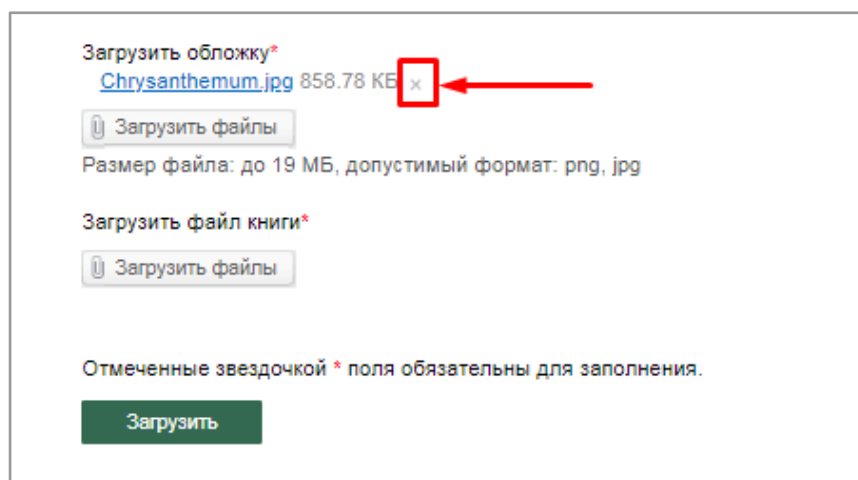 Загрузить обложку*
Chrysanthemum.jpg 858.78 КБ ×
Загрузить файлы
Размер файла: до 19 МБ, допустимый формат: png, jpg
Загрузить файл книги*
Загрузить файлы
Отмеченные звездочкой * поля обязательны для заполнения.
Загрузить